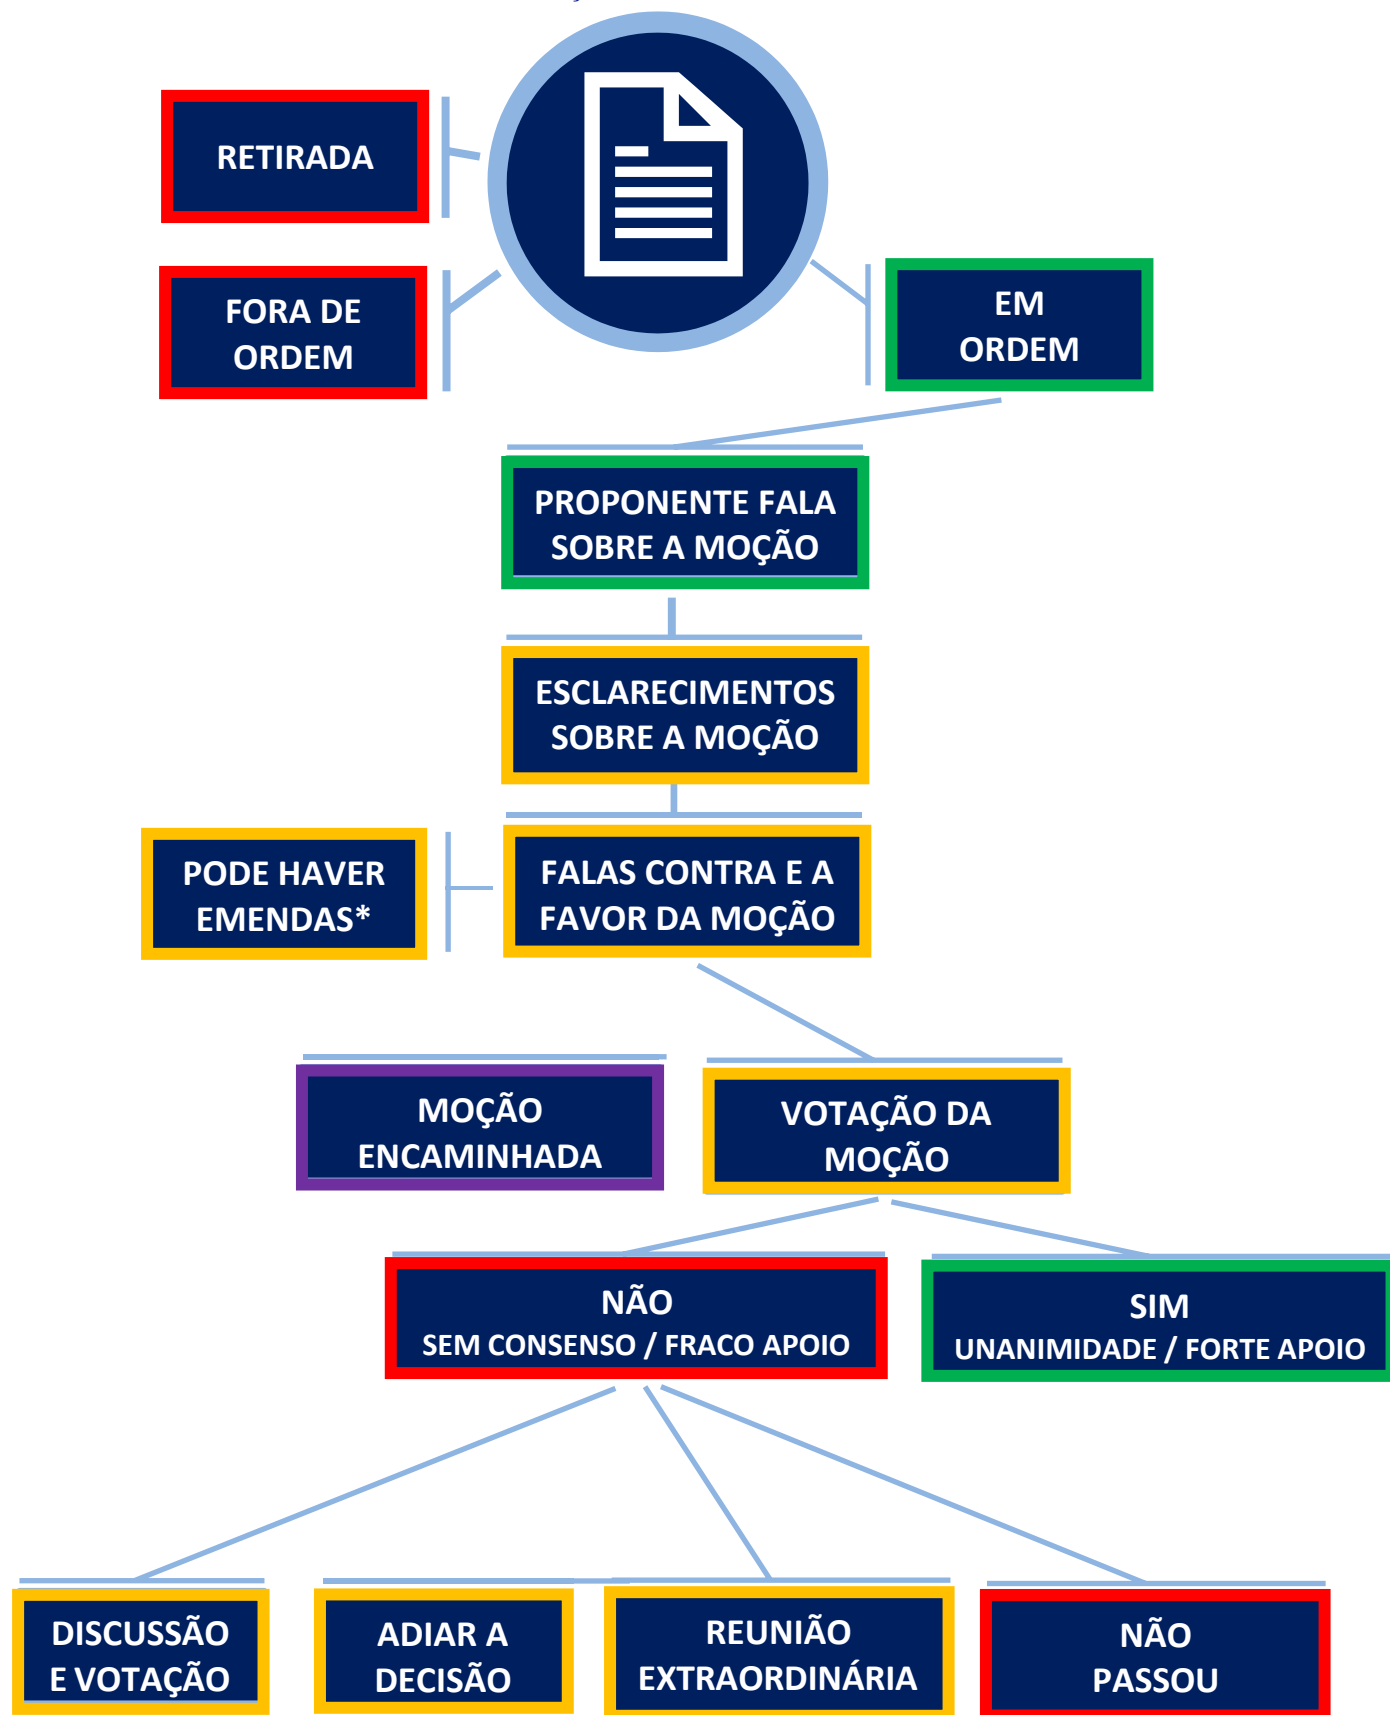 RETIRADA
FORA DE
ORDEM
EM
ORDEM
PROPONENTE FALA
SOBRE A MOÇÃO
ESCLARECIMENTOS
SOBRE A MOÇÃO
PODE HAVER
EMENDAS*
FALAS CONTRA E A
FAVOR DA MOÇÃO
MOÇÃO
ENCAMINHADA
VOTAÇÃO DA
MOÇÃO
NÃO
SEM CONSENSO / FRACO APOIO
SIM
UNANIMIDADE / FORTE APOIO
DISCUSSÃO
E VOTAÇÃO
ADIAR A
DECISÃO
REUNIÃO
EXTRAORDINÁRIA
NÃO
PASSOU